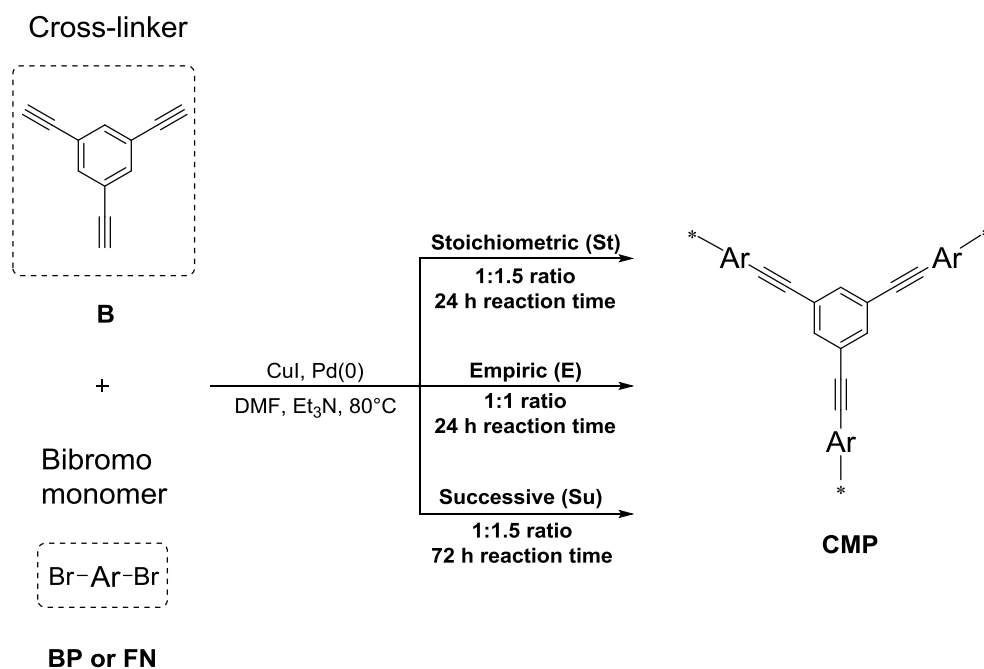 Cross-linker
B
+
Bibromo
monomer
Br-Ar-Br
BP or FN
CuI, Pd(0)
DMF, Et₃N, 80°C
Stoichiometric (St)
1:1.5 ratio
24 h reaction time
Empiric (E)
1:1 ratio
24 h reaction time
Successive (Su)
1:1.5 ratio
72 h reaction time
* *
Ar Ar
Ar
*
CMP